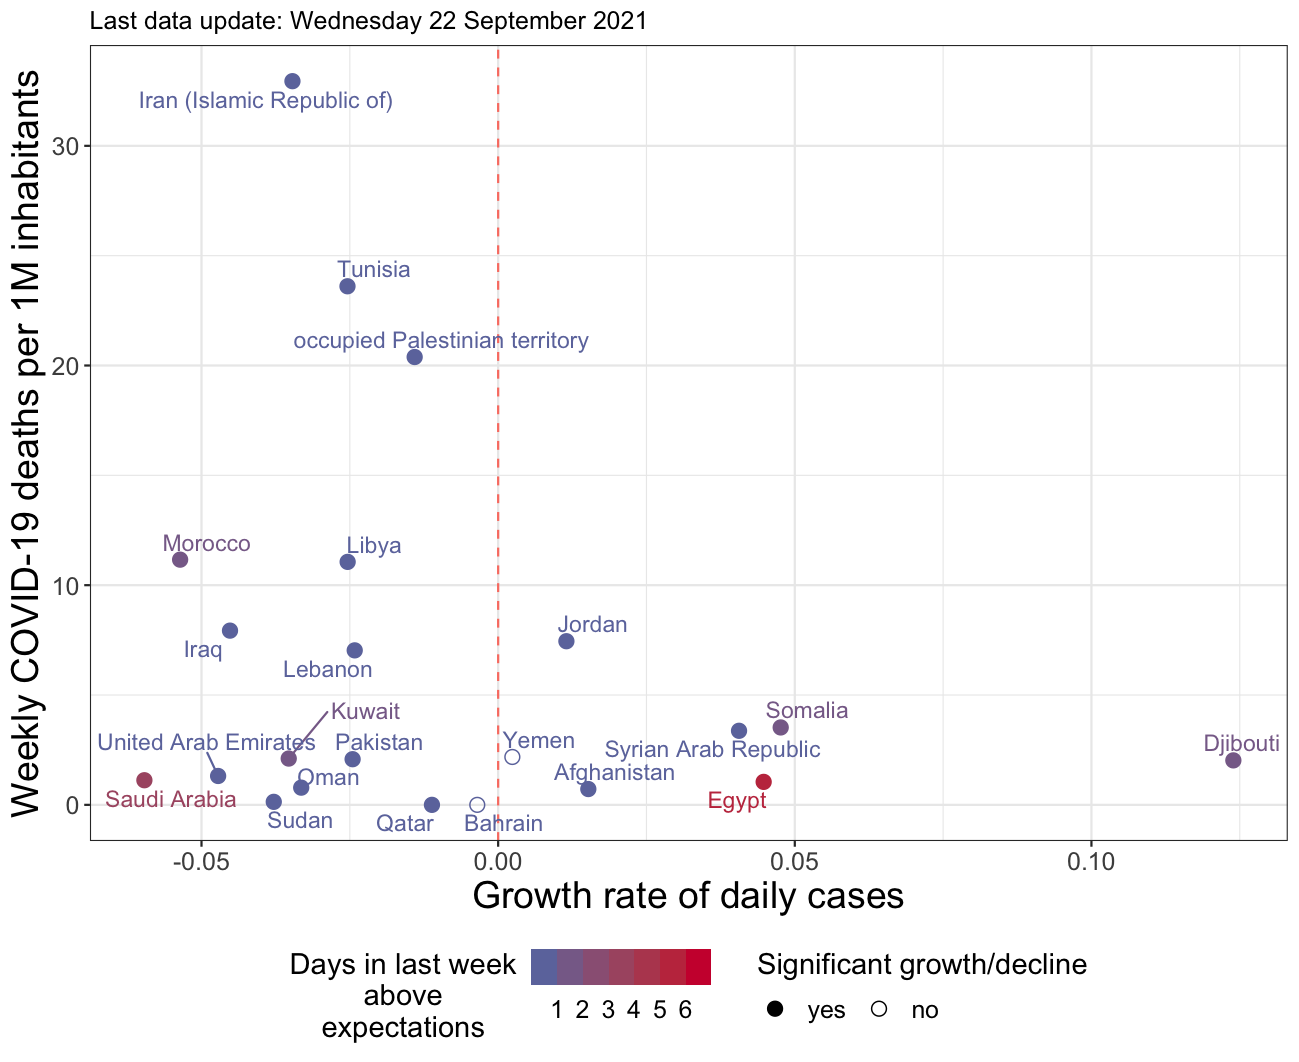 Last data update: Wednesday 22 September 2021
Weekly COVID-19 deaths per 1M inhabitants
30
20
10
0
Iran (Islamic Republic of)
Tunisia
occupied Palestinian territory
Morocco
Libya
Jordan
Iraq
Lebanon
Kuwait
Somalia
United Arab Emirates
Pakistan
Yemen
Syrian Arab Republic
Djibouti
Oman
Afghanistan
Saudi Arabia
Egypt
Sudan
Qatar
Bahrain
-0.05
0.00
0.05
0.10
Growth rate of daily cases
Days in last week
above
expectations
1 2 3 4 5 6
Significant growth/decline
yes
no